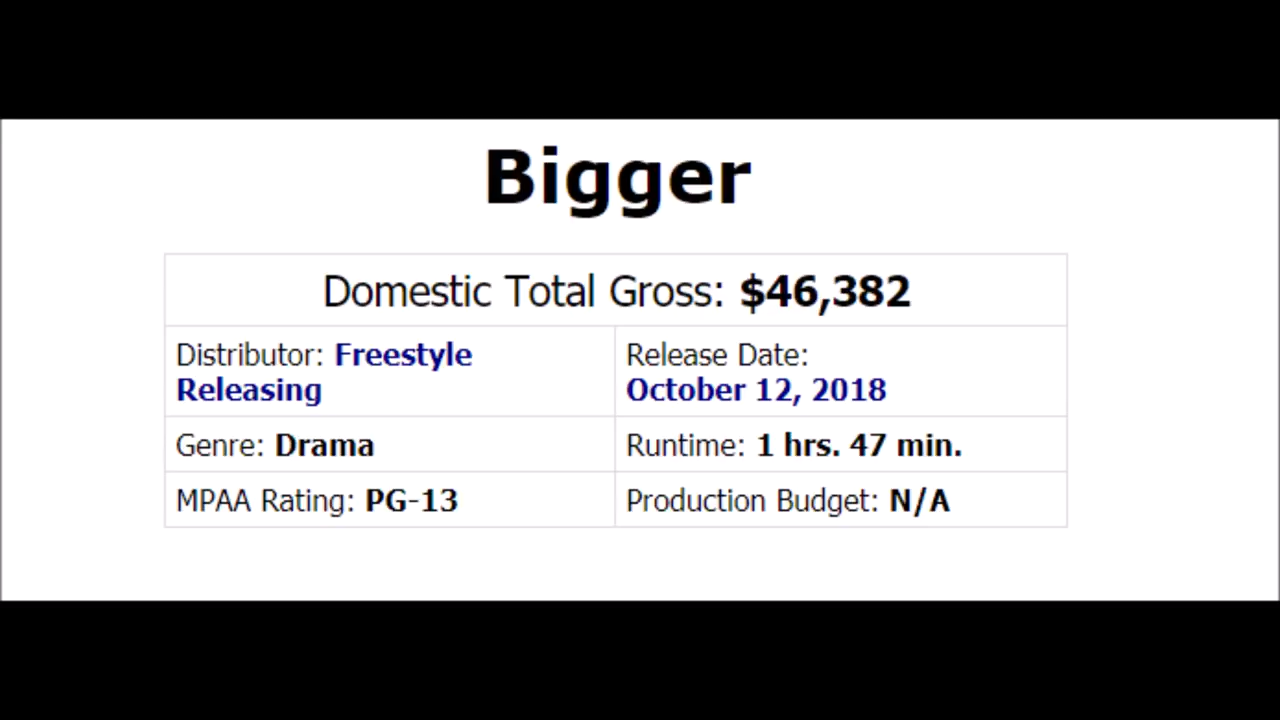 Bigger
Domestic Total Gross: $46,382
Distributor: Freestyle
Releasing
Release Date:
October 12, 2018
Genre: Drama
Runtime: 1 hrs. 47 min.
MPAA Rating: PG-13
Production Budget: N/A